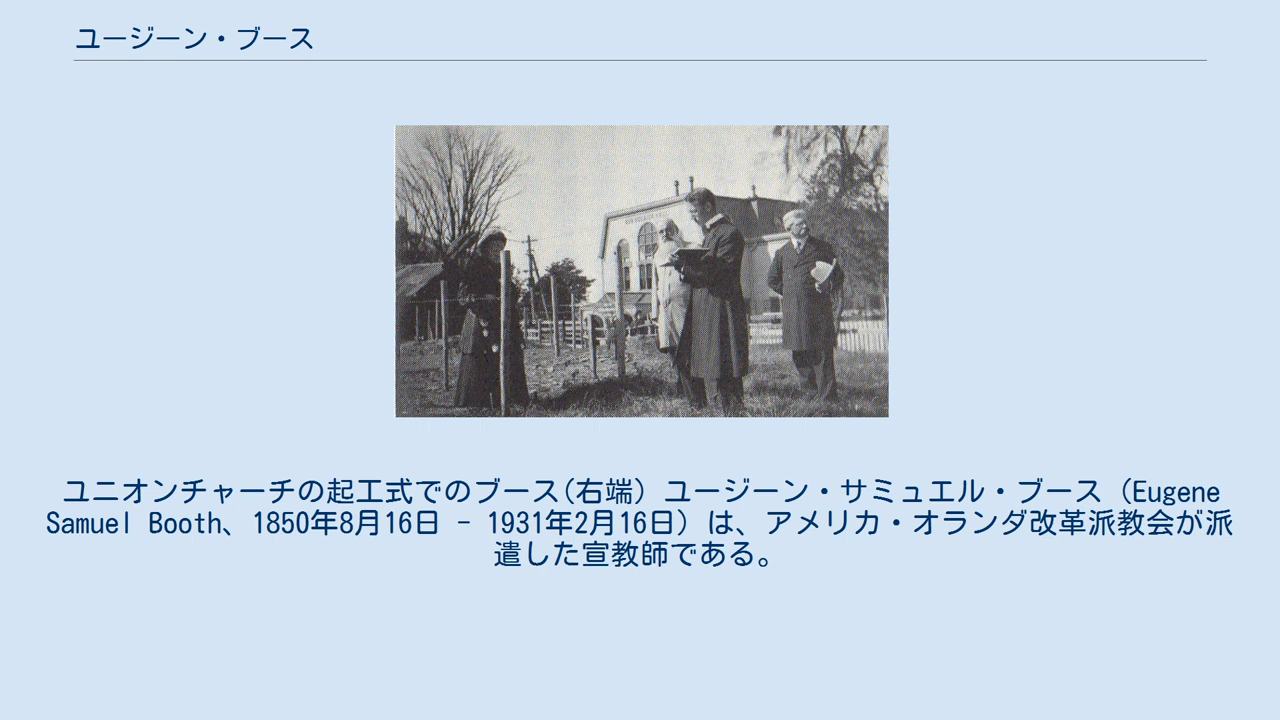 ユージーン・ブース
ユニオンチャーチの起工式でのブース(右端) ユージーン・サミュエル・ブース（Eugene
Samuel Booth、1850年8月16日 - 1931年2月16日）は、アメリカ・オランダ改革派教会が派
遣した宣教師である。